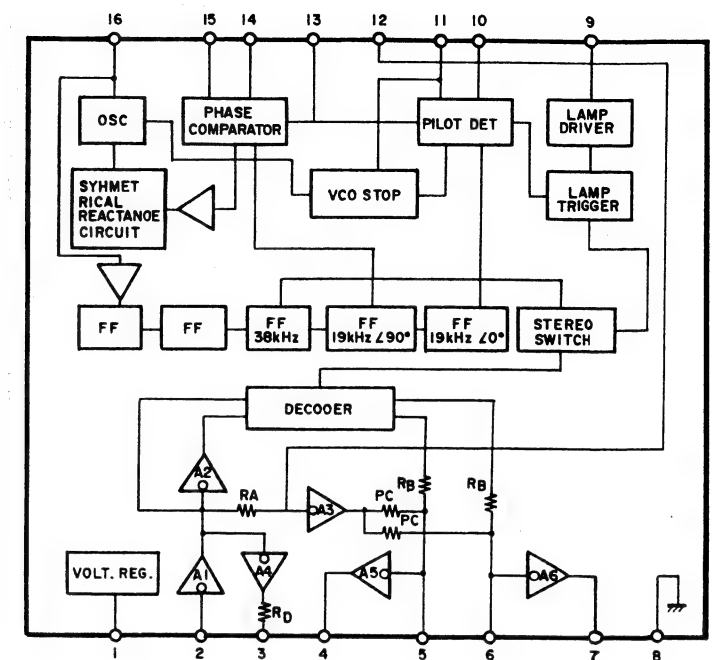 16 15 14 13 12 11 10 9
OSC
PHASE
COMPARATOR
PILOT DET
LAMP
DRIVER
SYHMET
RICAL
REACTANOE
CIRCUIT
VCO STOP
LAMP
TRIGGER
FF
FF
FF
38kHz
FF
19kHz ∠90°
FF
19kHz ∠0°
STEREO
SWITCH
DECOOER
A2
RA
A3
PC
PC
RB
RB
VOLT. REG.
A1
A4
RD
A5
A6
1 2 3 4 5 6 7 8